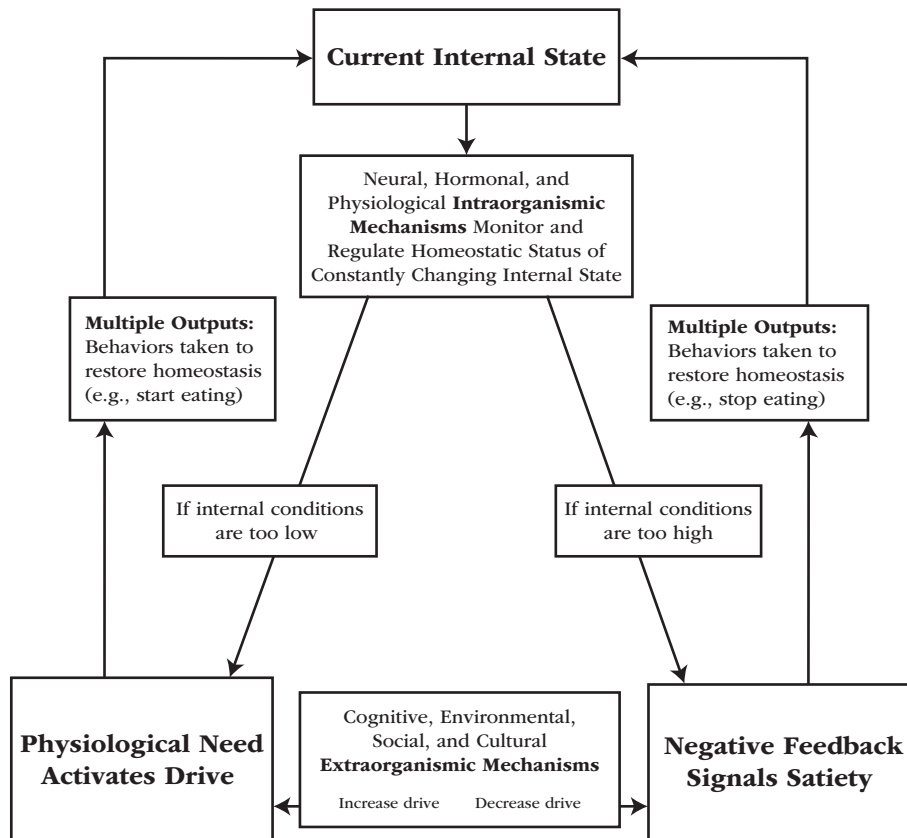 Current Internal State
Neural, Hormonal, and
Physiological Intraorganismic
Mechanisms Monitor and
Regulate Homeostatic Status of
Constantly Changing Internal State
Multiple Outputs:
Behaviors taken to
restore homeostasis
(e.g., start eating)
Multiple Outputs:
Behaviors taken to
restore homeostasis
(e.g., stop eating)
If internal conditions
are too low
If internal conditions
are too high
Physiological Need
Activates Drive
Cognitive, Environmental,
Social, and Cultural
Extraorganismic Mechanisms
Increase drive Decrease drive
Negative Feedback
Signals Satiety